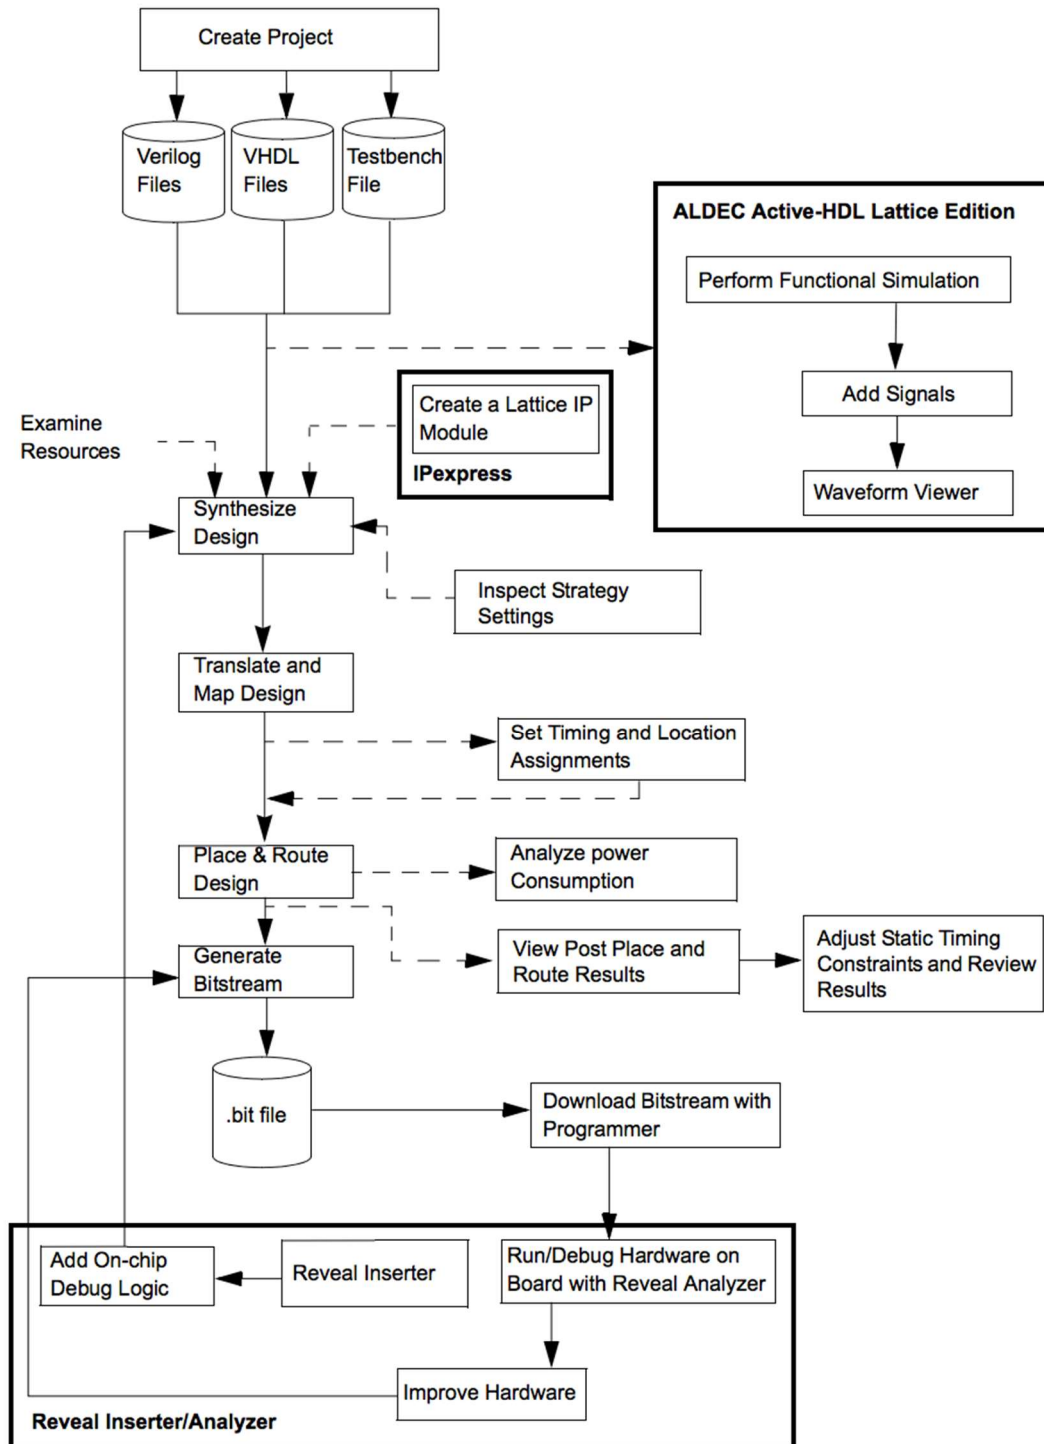 Create Project
Verilog
Files
VHDL
Files
Testbench
File
ALDEC Active-HDL Lattice Edition
Perform Functional Simulation
Add Signals
Waveform Viewer
Create a Lattice IP
Module
IPexpress
Examine
Resources
Synthesize
Design
Inspect Strategy
Settings
Translate and
Map Design
Set Timing and Location
Assignments
Place & Route
Design
Analyze power
Consumption
Generate
Bitstream
View Post Place and
Route Results
Adjust Static Timing
Constraints and Review
Results
.bit file
Download Bitstream with
Programmer
Add On-chip
Debug Logic
Reveal Inserter
Run/Debug Hardware on
Board with Reveal Analyzer
Improve Hardware
Reveal Inserter/Analyzer